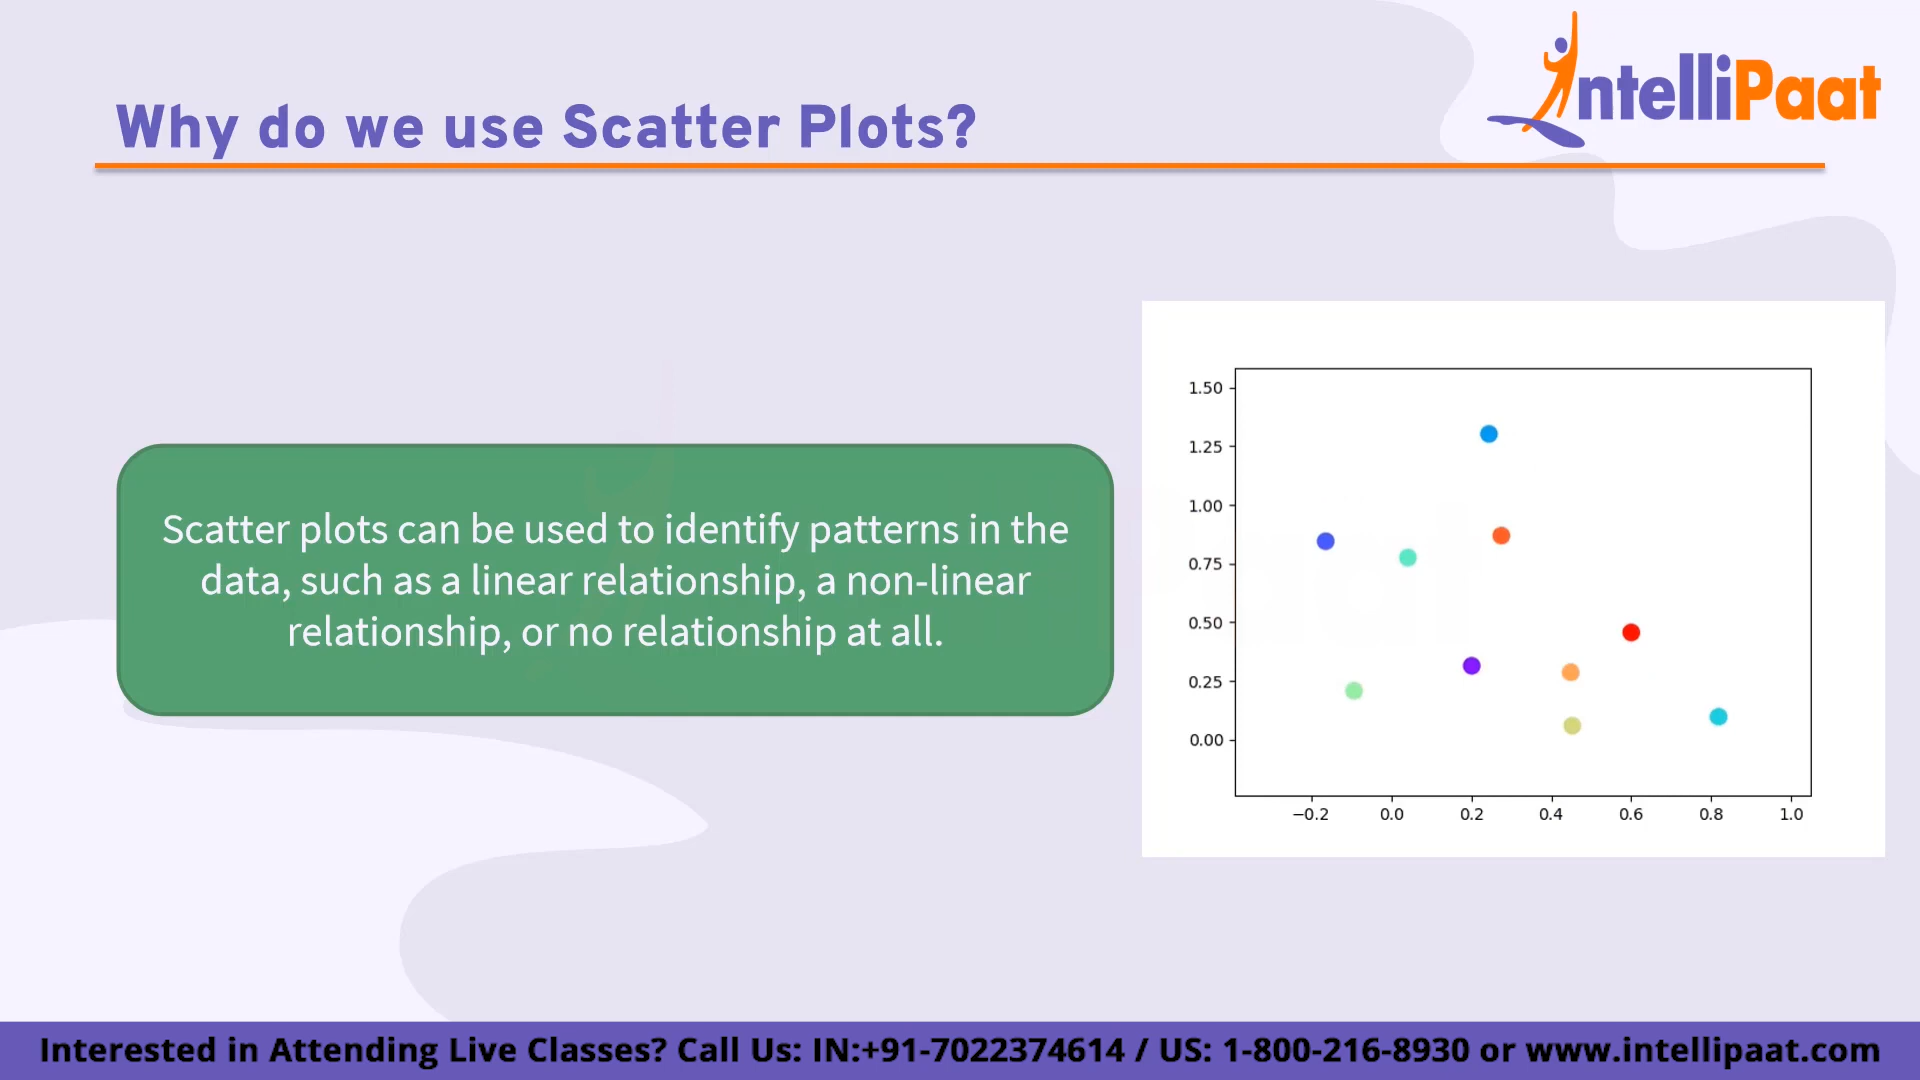 Why do we use Scatter Plots?
IntelliPaat
Scatter plots can be used to identify patterns in the
data, such as a linear relationship, a non-linear
relationship, or no relationship at all.
1.50
1.25
1.00
0.75
0.50
0.25
0.00
−0.2 0.0 0.2 0.4 0.6 0.8 1.0
Interested in Attending Live Classes? Call Us: IN:+91-7022374614 / US: 1-800-216-8930 or www.intellipaat.com